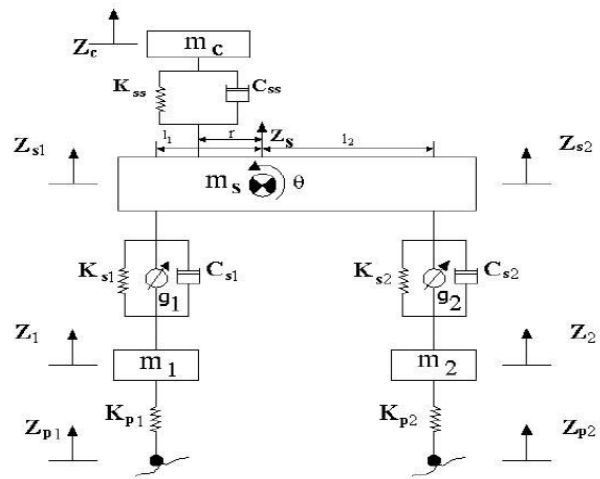 Z_c m_c
K_ss C_ss
l_1 r Z_s l_2
Z_s1 Z_s2
m_s θ
K_s1 g_1 C_s1 K_s2 g_2 C_s2
Z_1 Z_2
m_1 m_2
K_p1 K_p2
Z_p1 Z_p2